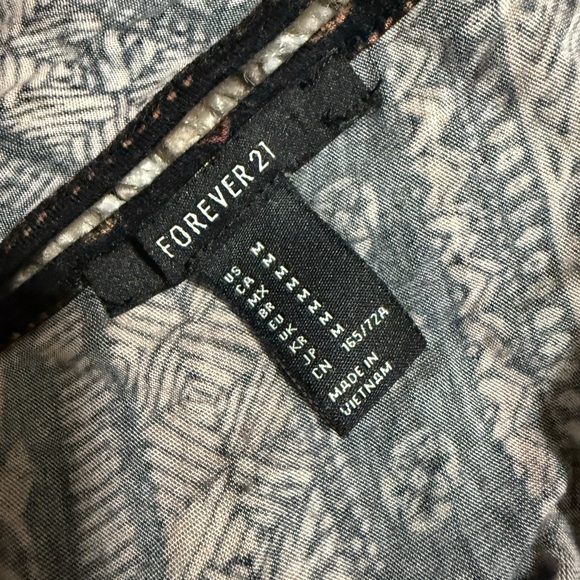 FOREVER 21
US M
CA M
MX M
BR M
EU M
UK M
KR M
JP M
CN 165/72A
MADE IN
VIETNAM